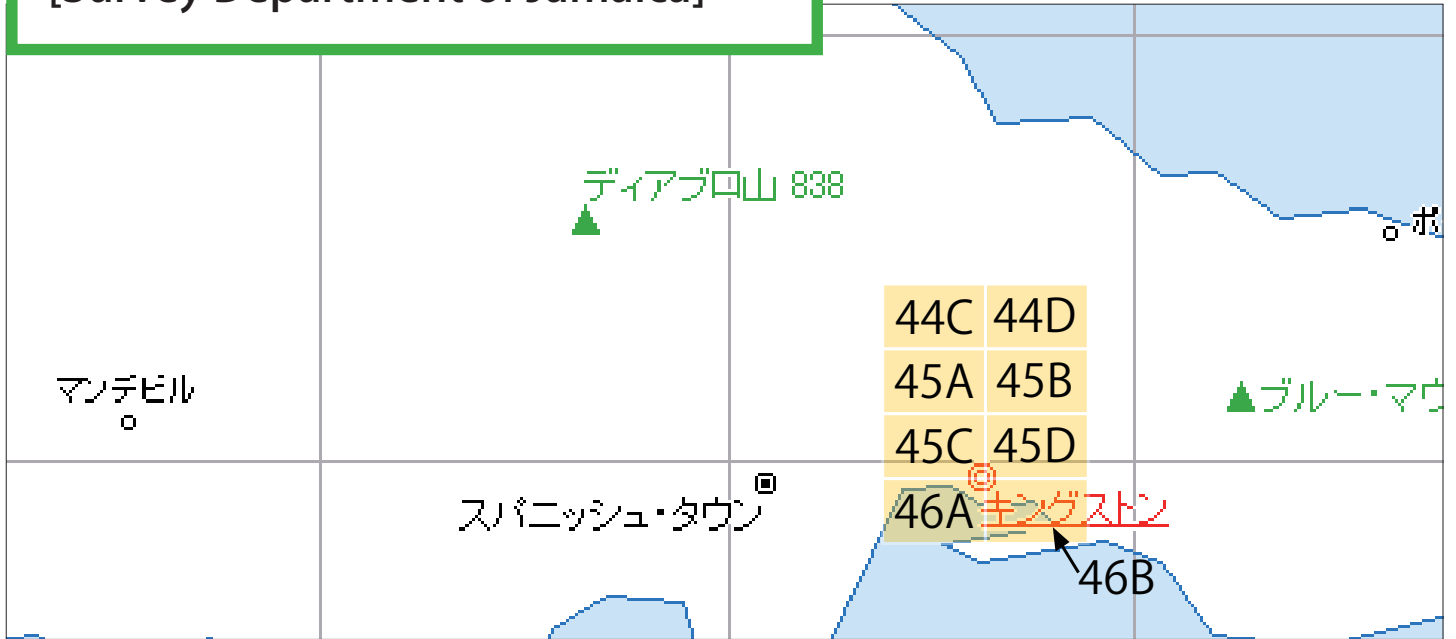 [Survey Department of Jamaica]
ディアブロ山 838
ポ
44C 44D
45A 45B
マンデビル
ブルー・マウ
45C 45D
スパニッシュ・タウン
46A
キングストン
46B